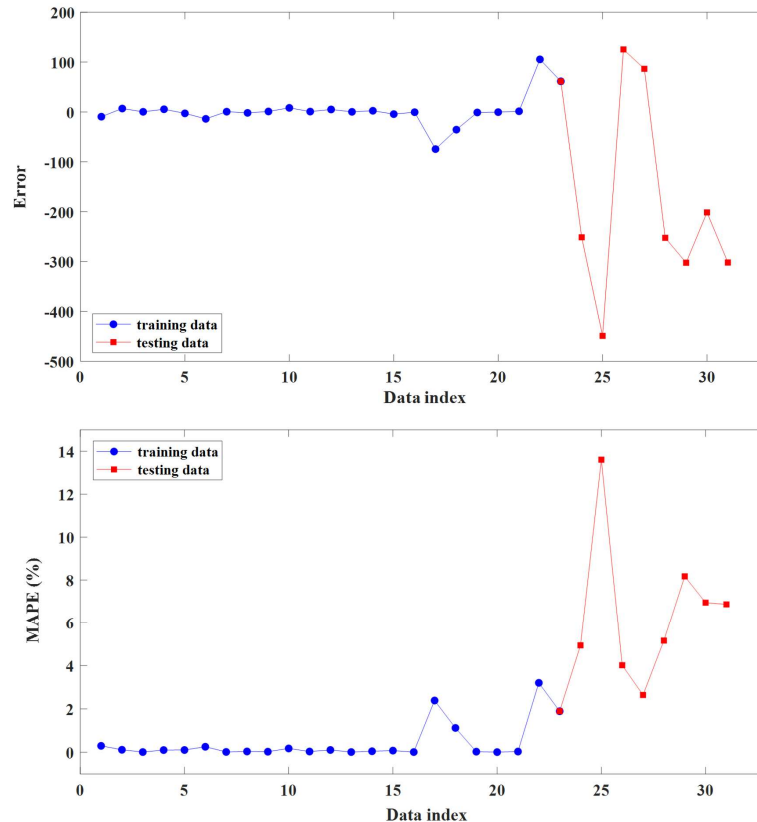 200
100
0
-100
-200
-300
-400
-500
Error
training data
testing data
0 5 10 15 20 25 30
Data index
14
12
10
8
6
4
2
0
MAPE (%)
training data
testing data
0 5 10 15 20 25 30
Data index